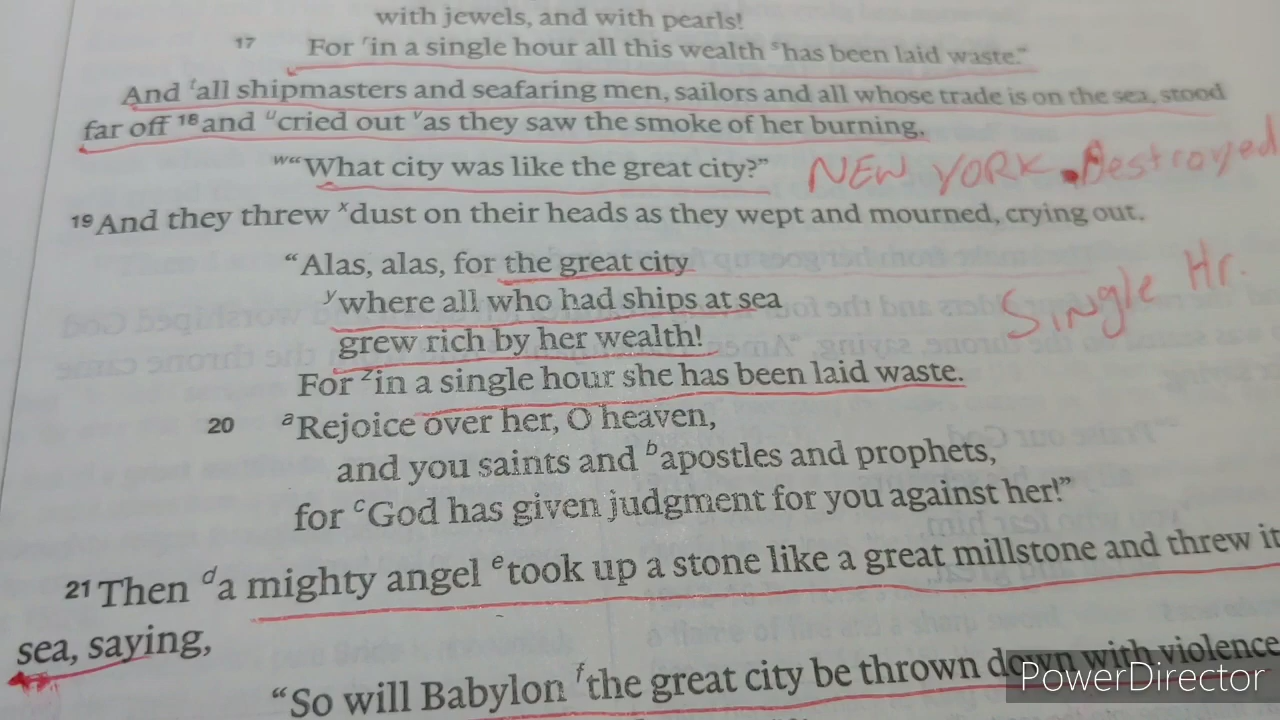 with jewels, and with pearls!
17 For r in a single hour all this wealth s has been laid waste."
And t all shipmasters and seafaring men, sailors and all whose trade is on the sea, stood
far off 18 and u cried out v as they saw the smoke of her burning,
w "What city was like the great city?" NEW YORK Destroyed
19 And they threw x dust on their heads as they wept and mourned, crying out,
"Alas, alas, for the great city
y where all who had ships at sea Single Hr.
grew rich by her wealth!
For z in a single hour she has been laid waste.
20 a Rejoice over her, O heaven,
and you saints and b apostles and prophets,
for c God has given judgment for you against her!"
21 Then d a mighty angel e took up a stone like a great millstone and threw it
sea, saying,
"So will Babylon f the great city be thrown down with violence
PowerDirector